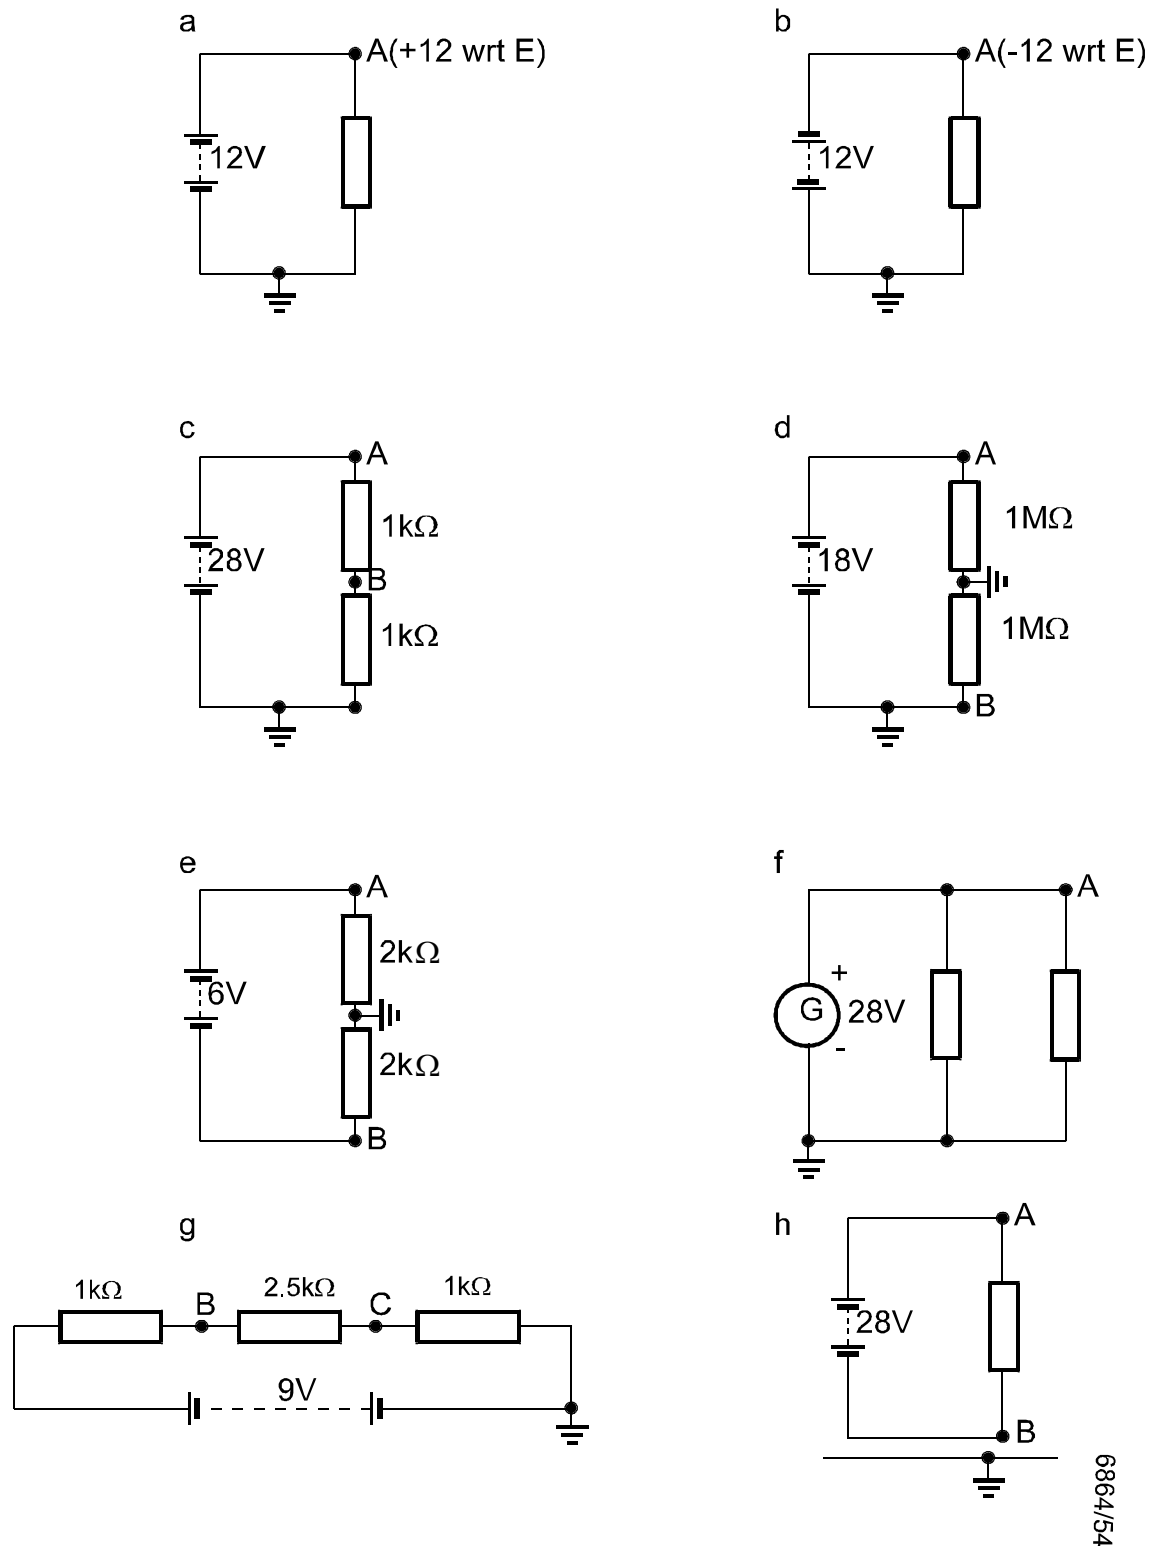 a
A(+12 wrt E)
12V
b
A(-12 wrt E)
12V
c
A
1kΩ
28V
B
1kΩ
d
A
1MΩ
18V
1MΩ
B
e
A
2kΩ
6V
2kΩ
B
f
A
+
G 28V
-
g
1kΩ
B
2.5kΩ
C
1kΩ
9V
h
A
28V
B
6864/54